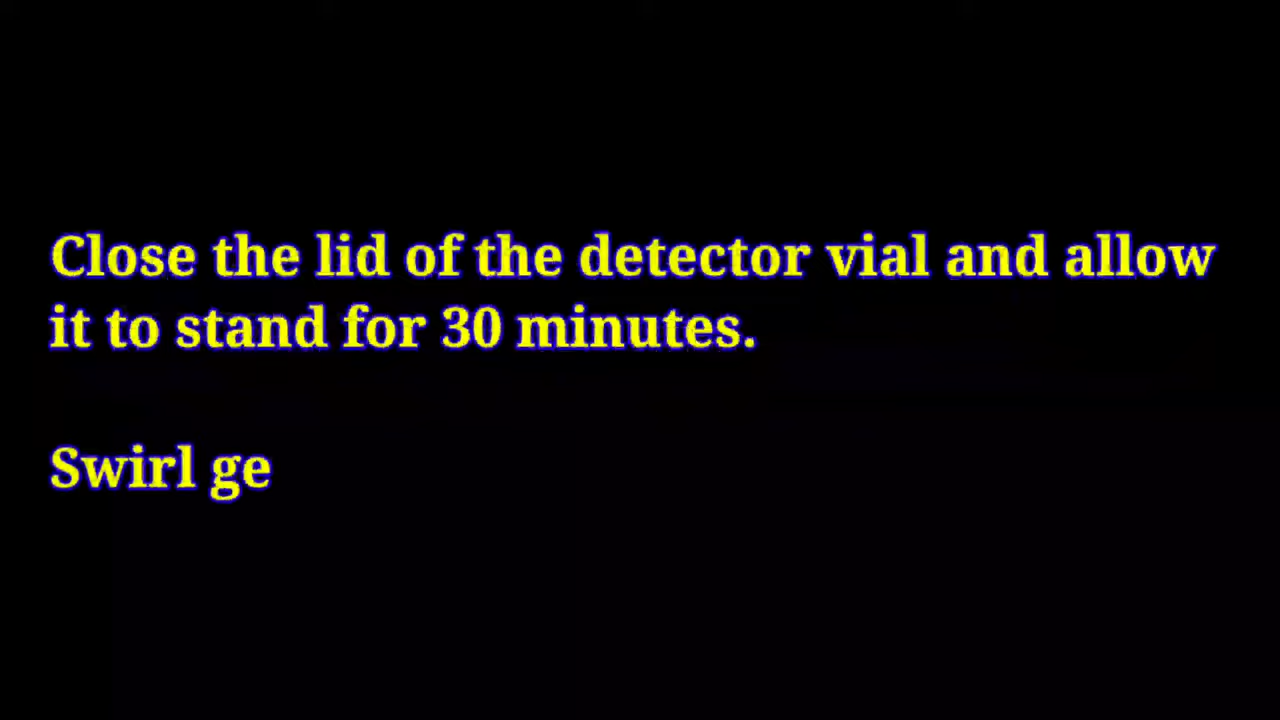 Close the lid of the detector vial and allow
it to stand for 30 minutes.
Swirl ge